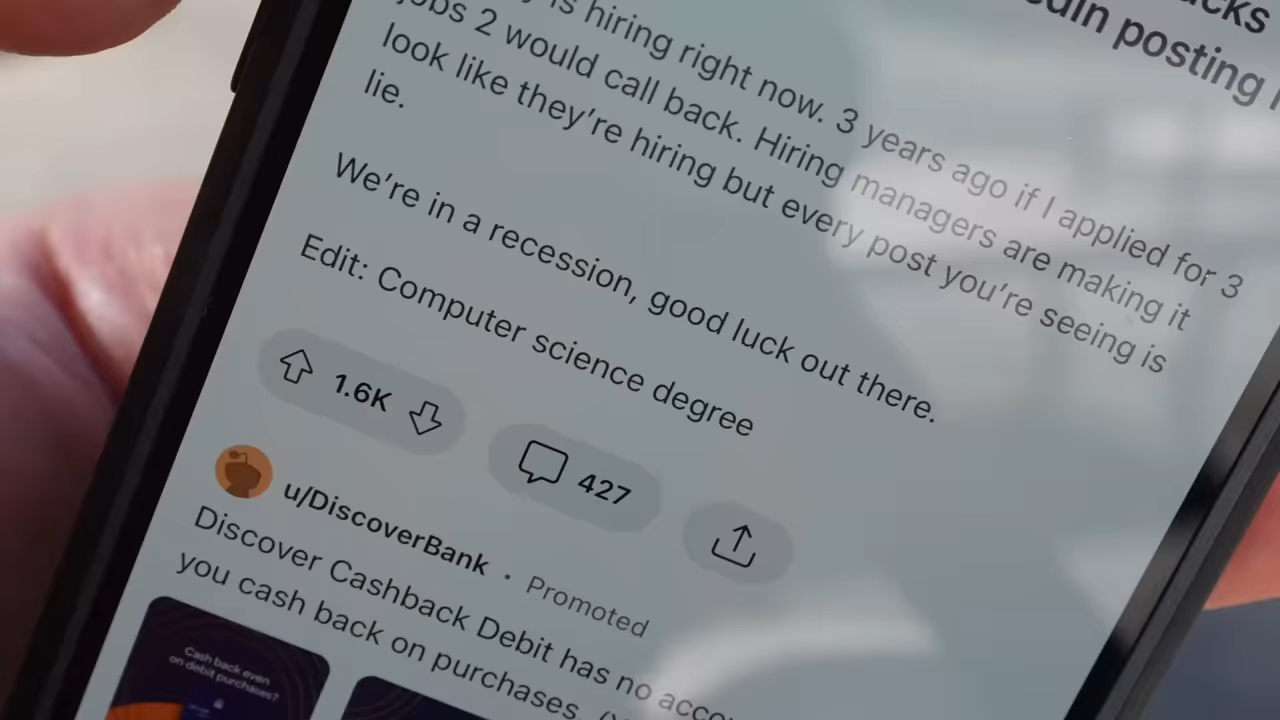 cks
edIn posting
is hiring right now. 3 years ago if I applied for 3
jobs 2 would call back. Hiring managers are making it
look like they're hiring but every post you're seeing is
lie.
We're in a recession, good luck out there.
Edit: Computer science degree
1.6K
427
u/DiscoverBank • Promoted
Discover Cashback Debit has no acco
you cash back on purchases.
Cash back even
on debit purchases?